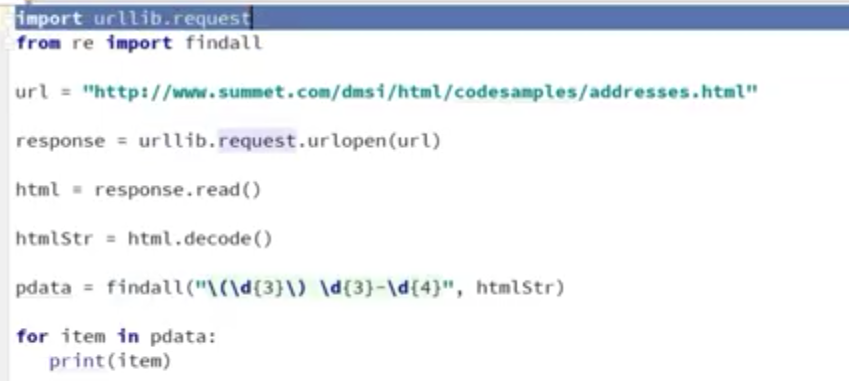 import urllib.request
from re import findall
url = "http://www.summet.com/dmsi/html/codesamples/addresses.html"
response = urllib.request.urlopen(url)
html = response.read()
htmlStr = html.decode()
pdata = findall("\(\d{3}\) \d{3}-\d{4}", htmlStr)
for item in pdata:
    print(item)